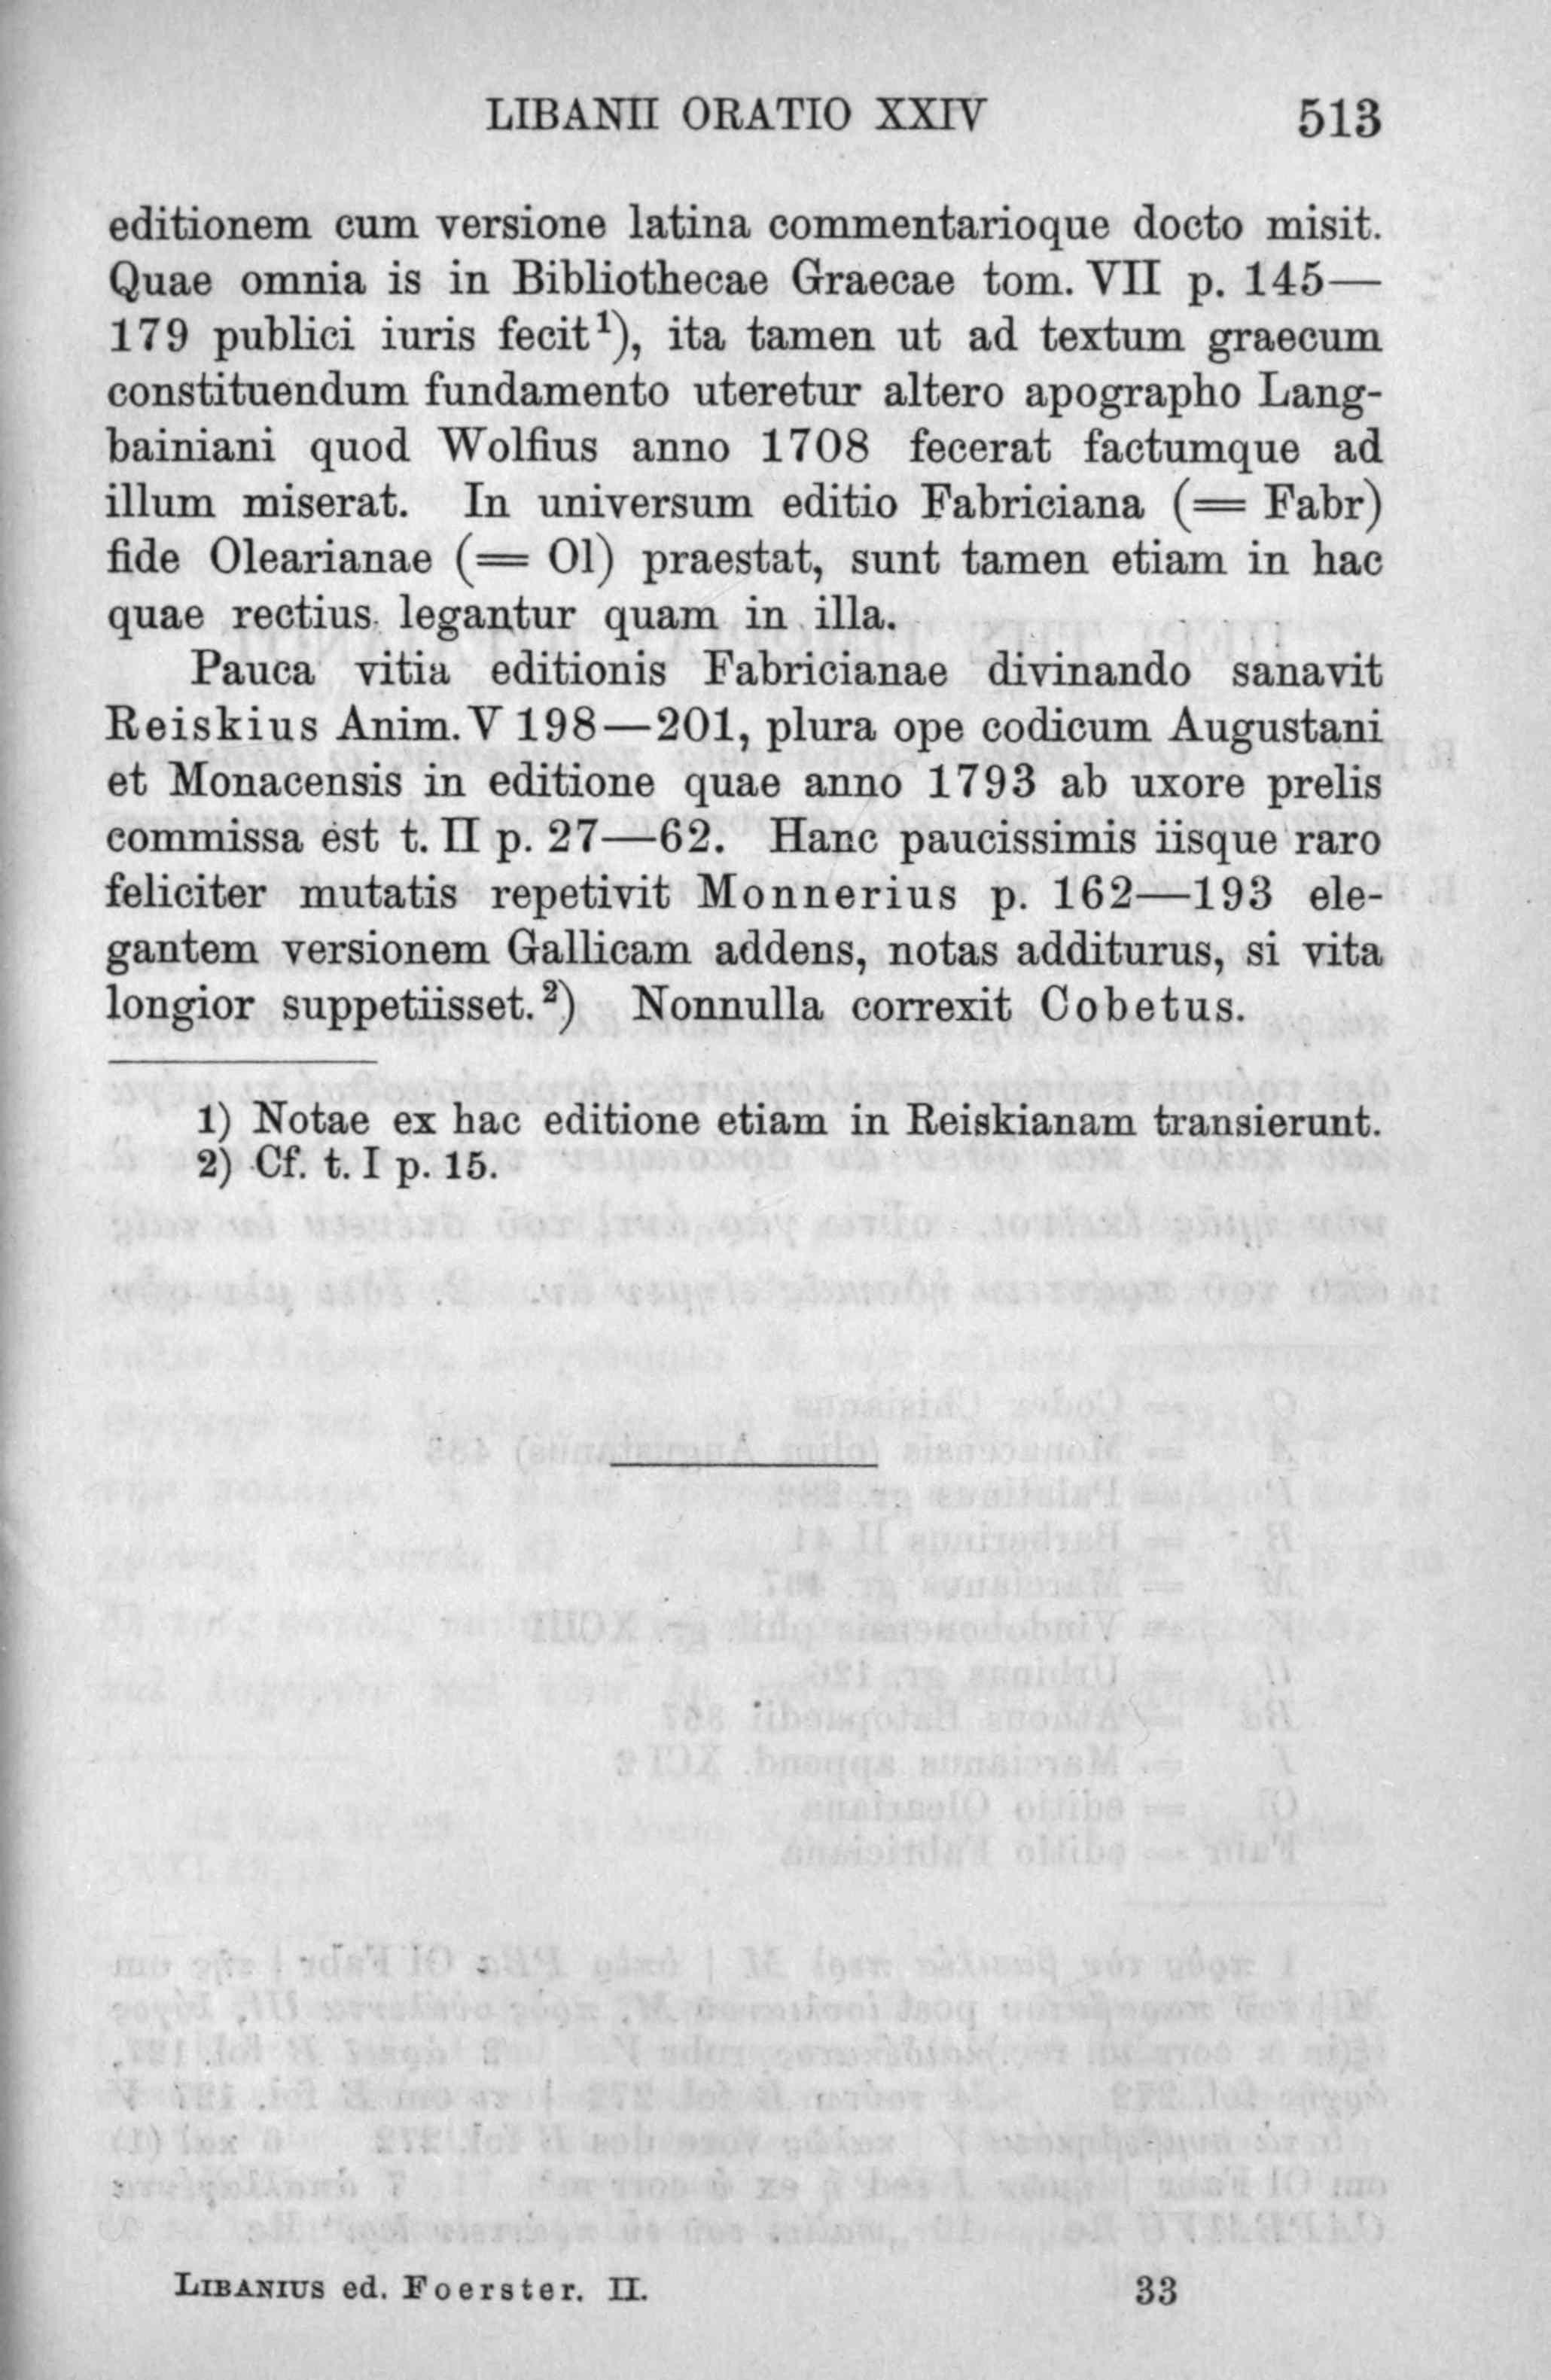 LIBANII ORATIO XXIV 513
editionem cum versione latina commentarioque docto misit.
Quae omnia is in Bibliothecae Graecae tom. VII p. 145—
179 publici iuris fecit¹), ita tamen ut ad textum graecum
constituendum fundamento uteretur altero apographo Lang-
bainiani quod Wolfius anno 1708 fecerat factumque ad
illum miserat. In universum editio Fabriciana (= Fabr)
fide Olearianae (= Ol) praestat, sunt tamen etiam in hac
quae rectius legantur quam in illa.
Pauca vitia editionis Fabricianae divinando sanavit
Reiskius Anim. V 198—201, plura ope codicum Augustani
et Monacensis in editione quae anno 1793 ab uxore prelis
commissa est t. II p. 27—62. Hanc paucissimis iisque raro
feliciter mutatis repetivit Monnerius p. 162—193 ele-
gantem versionem Gallicam addens, notas additurus, si vita
longior suppetiisset.²) Nonnulla correxit Cobetus.
1) Notae ex hac editione etiam in Reiskianam transierunt.
2) Cf. t. I p. 15.
LIBANIUS ed. Foerster. II. 33